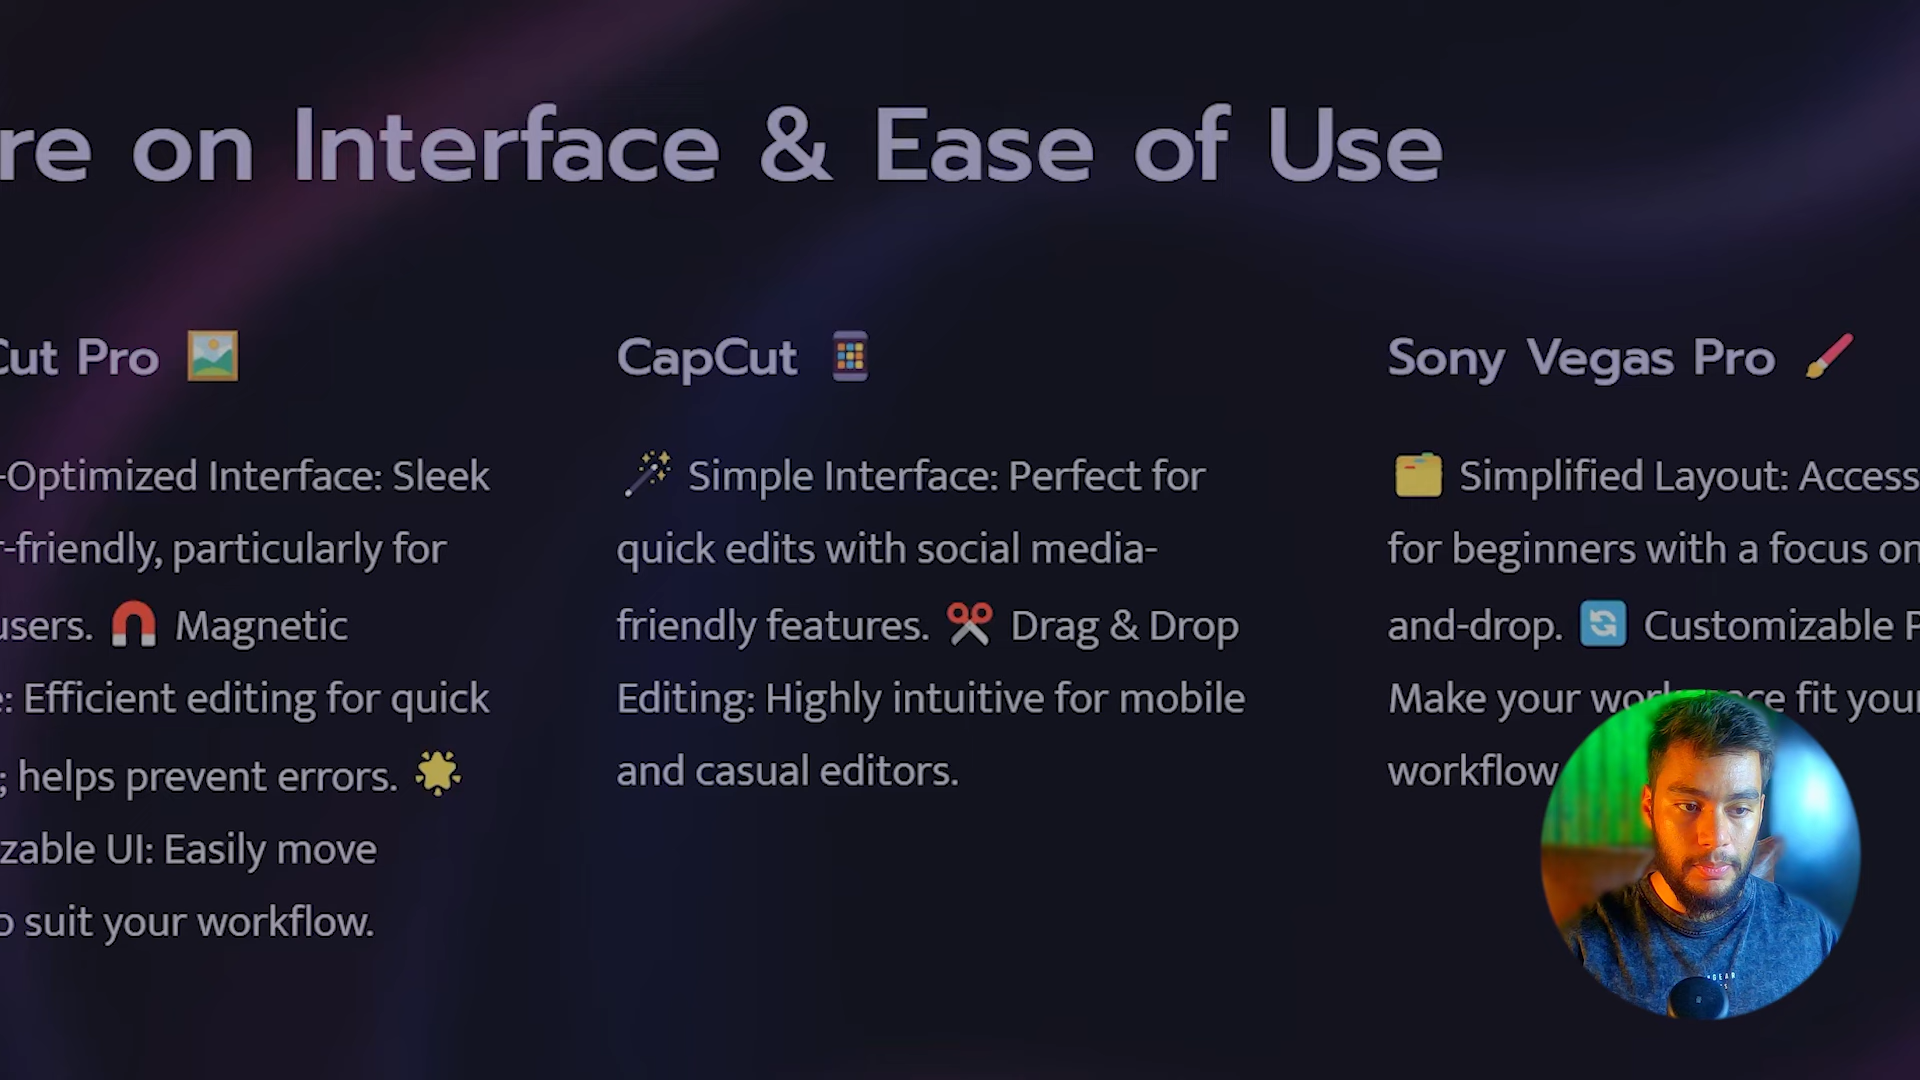 re on Interface & Ease of Use
Cut Pro
-Optimized Interface: Sleek
r-friendly, particularly for
users. Magnetic
e: Efficient editing for quick
; helps prevent errors.
zable UI: Easily move
o suit your workflow.
CapCut
Simple Interface: Perfect for
quick edits with social media-
friendly features. Drag & Drop
Editing: Highly intuitive for mobile
and casual editors.
Sony Vegas Pro
Simplified Layout: Access
for beginners with a focus on
and-drop. Customizable P
Make your fit your
workflow